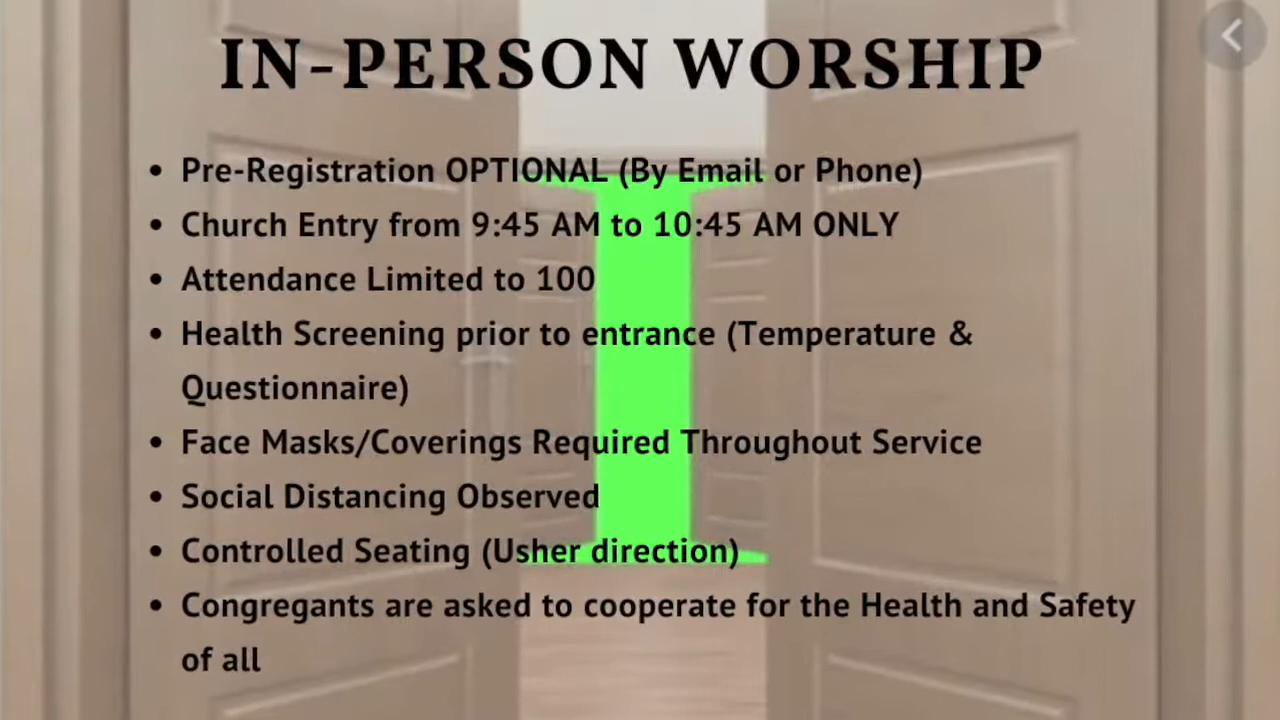 IN-PERSON WORSHIP
• Pre-Registration OPTIONAL (By Email or Phone)
• Church Entry from 9:45 AM to 10:45 AM ONLY
• Attendance Limited to 100
• Health Screening prior to entrance (Temperature &
Questionnaire)
• Face Masks/Coverings Required Throughout Service
• Social Distancing Observed
• Controlled Seating (Usher direction)
• Congregants are asked to cooperate for the Health and Safety
of all